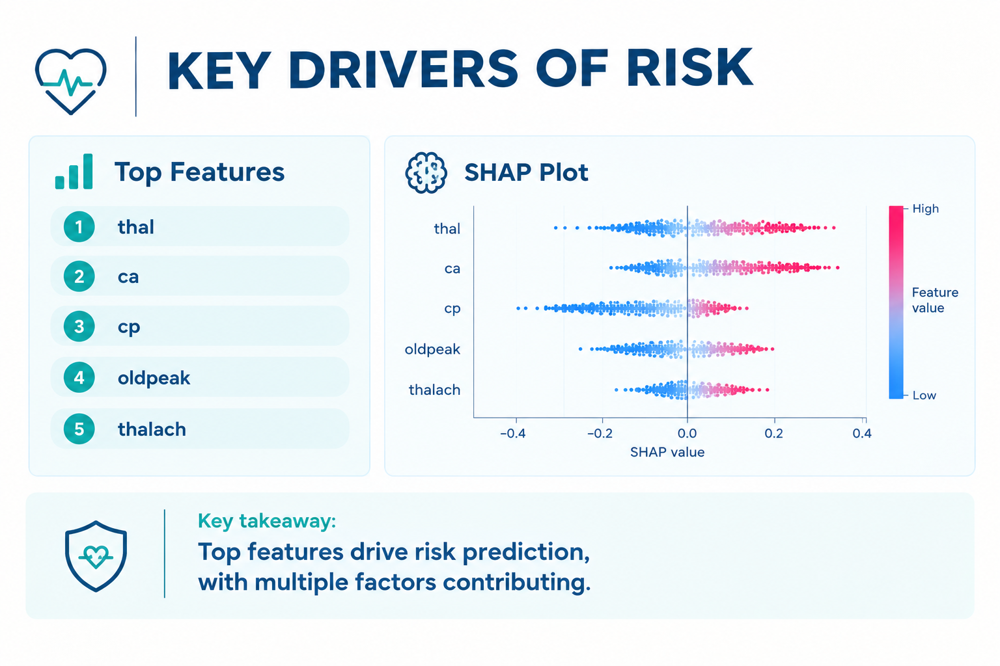 KEY DRIVERS OF RISK
Top Features
1 thal
2 ca
3 cp
4 oldpeak
5 thalach
SHAP Plot
thal
ca
cp
oldpeak
thalach
−0.4 −0.2 0.0 0.2 0.4
SHAP value
High
Feature
value
Low
Key takeaway:
Top features drive risk prediction,
with multiple factors contributing.